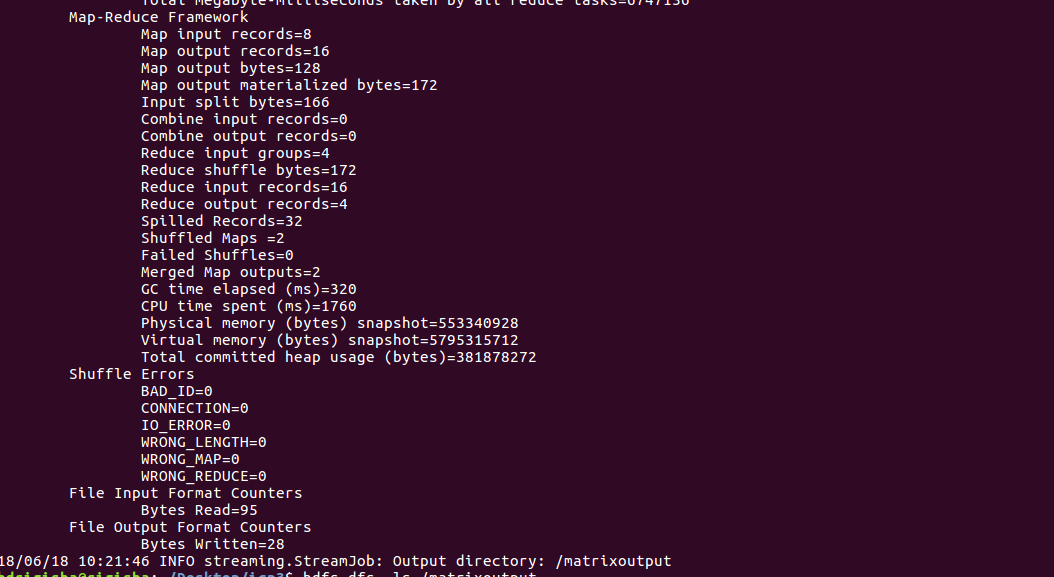 Total megabyte-milliseconds taken by all reduce tasks=6747136
Map-Reduce Framework
Map input records=8
Map output records=16
Map output bytes=128
Map output materialized bytes=172
Input split bytes=166
Combine input records=0
Combine output records=0
Reduce input groups=4
Reduce shuffle bytes=172
Reduce input records=16
Reduce output records=4
Spilled Records=32
Shuffled Maps =2
Failed Shuffles=0
Merged Map outputs=2
GC time elapsed (ms)=320
CPU time spent (ms)=1760
Physical memory (bytes) snapshot=553340928
Virtual memory (bytes) snapshot=5795315712
Total committed heap usage (bytes)=381878272
Shuffle Errors
BAD_ID=0
CONNECTION=0
IO_ERROR=0
WRONG_LENGTH=0
WRONG_MAP=0
WRONG_REDUCE=0
File Input Format Counters
Bytes Read=95
File Output Format Counters
Bytes Written=28
18/06/18 10:21:46 INFO streaming.StreamJob: Output directory: /matrixoutput
hdfs dfs -ls /matrixoutput